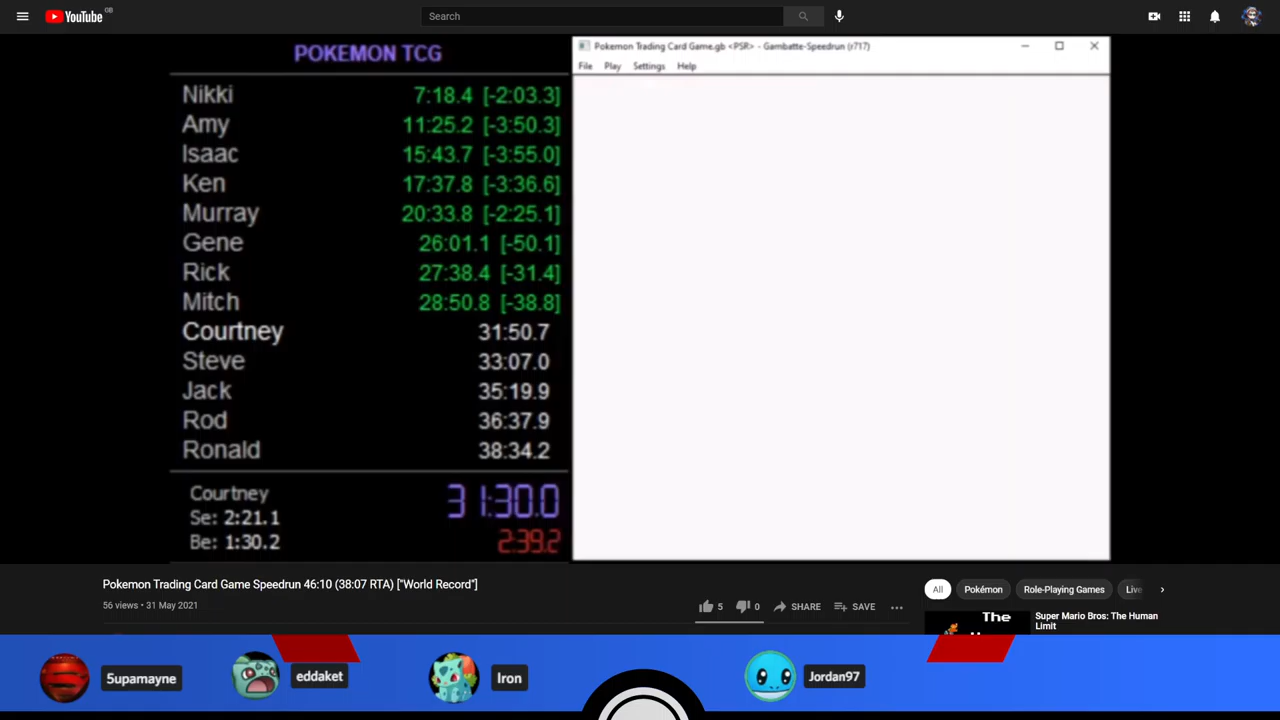 YouTube GB
Search
POKEMON TCG
Nikki 7:18.4 [-2:03.3]
Amy 11:25.2 [-3:50.3]
Isaac 15:43.7 [-3:55.0]
Ken 17:37.8 [-3:36.6]
Murray 20:33.8 [-2:25.1]
Gene 26:01.1 [-50.1]
Rick 27:38.4 [-31.4]
Mitch 28:50.8 [-38.8]
Courtney 31:50.7
Steve 33:07.0
Jack 35:19.9
Rod 36:37.9
Ronald 38:34.2
Courtney 31:30.0
Se: 2:21.1
Be: 1:30.2 2:39.2
Pokemon Trading Card Game.gb <PSR> - Gambatte-Speedrun (r717)
File Play Settings Help
Pokemon Trading Card Game Speedrun 46:10 (38:07 RTA) ["World Record"]
56 views • 31 May 2021
5 0 SHARE SAVE
All Pokémon Role-Playing Games Live
The
Super Mario Bros: The Human
Limit
5upamayne eddaket Iron Jordan97